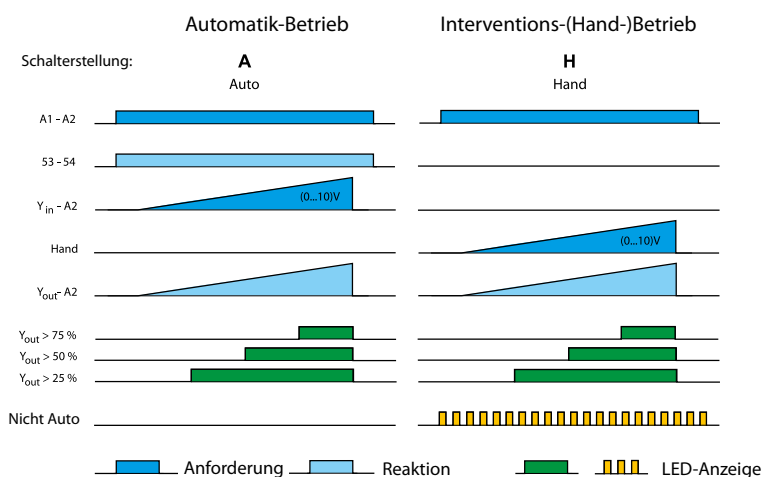 Automatik-Betrieb Interventions-(Hand-)Betrieb
Schalterstellung: A H
Auto Hand
A1 – A2
53 – 54
Y in – A2 (0...10)V
Hand (0...10)V
Yout– A2
Yout > 75 %
Yout > 50 %
Yout > 25 %
Nicht Auto
Anforderung Reaktion LED-Anzeige